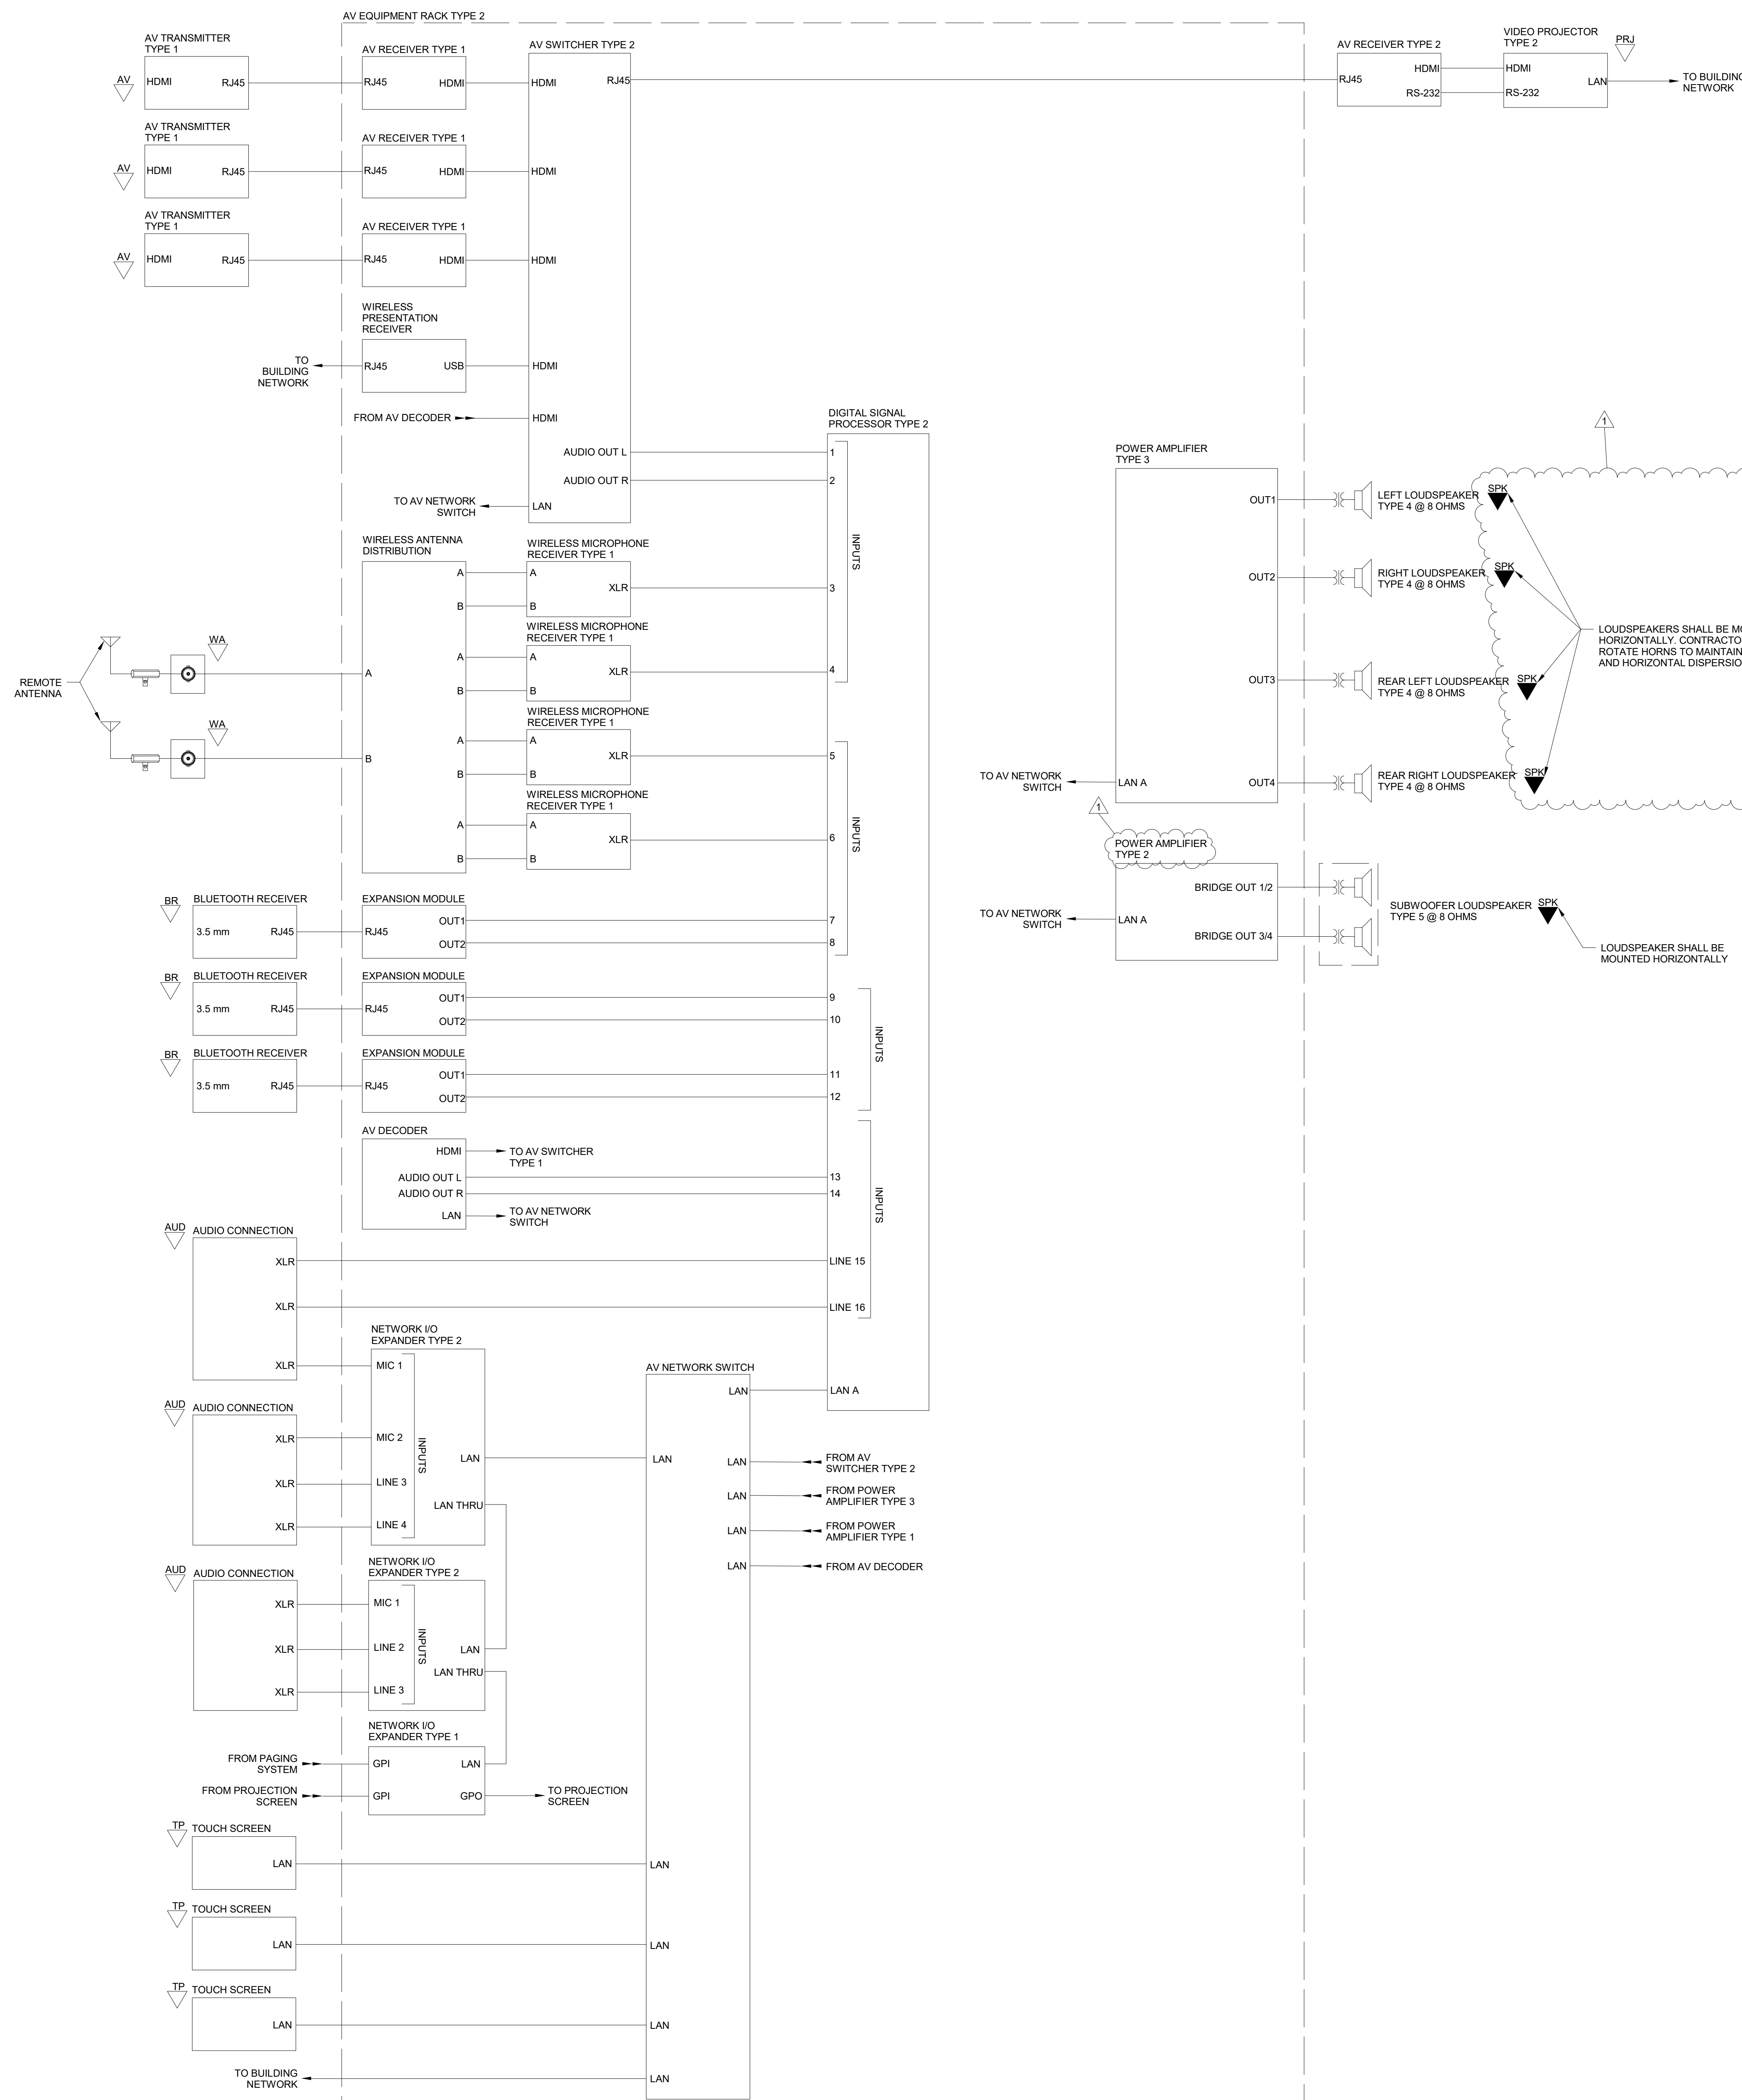 AV EQUIPMENT RACK TYPE 2
AV TRANSMITTER
TYPE 1
AV
HDMI
RJ45
AV RECEIVER TYPE 1
RJ45
HDMI
AV SWITCHER TYPE 2
HDMI
RJ45
AV RECEIVER TYPE 2
RJ45
HDMI
RS-232
VIDEO PROJECTOR
TYPE 2
PRJ
HDMI
RS-232
LAN
NETWORK
AV TRANSMITTER
TYPE 1
AV
HDMI
RJ45
AV RECEIVER TYPE 1
RJ45
HDMI
HDMI
AV TRANSMITTER
TYPE 1
AV
HDMI
RJ45
AV RECEIVER TYPE 1
RJ45
HDMI
HDMI
WIRELESS
PRESENTATION
RECEIVER
TO
BUILDING
NETWORK
RJ45
USB
HDMI
FROM AV DECODER
HDMI
AUDIO OUT L
AUDIO OUT R
TO AV NETWORK
SWITCH
LAN
DIGITAL SIGNAL
PROCESSOR TYPE 2
1
2
INPUTS
3
4
5
6
INPUTS
7
8
WIRELESS ANTENNA
DISTRIBUTION
A
B
A
B
A
B
A
B
A
B
WIRELESS MICROPHONE
RECEIVER TYPE 1
A
XLR
B
WIRELESS MICROPHONE
RECEIVER TYPE 1
A
XLR
B
WIRELESS MICROPHONE
RECEIVER TYPE 1
A
XLR
B
WIRELESS MICROPHONE
RECEIVER TYPE 1
A
XLR
B
REMOTE
ANTENNA
WA
WA
POWER AMPLIFIER
TYPE 3
OUT1
OUT2
OUT3
OUT4
TO AV NETWORK
SWITCH
LAN A
LEFT LOUDSPEAKER
TYPE 4 @ 8 OHMS
SPK
RIGHT LOUDSPEAKER
TYPE 4 @ 8 OHMS
SPK
REAR LEFT LOUDSPEAKER
TYPE 4 @ 8 OHMS
SPK
REAR RIGHT LOUDSPEAKER
TYPE 4 @ 8 OHMS
SPK
1
LOUDSPEAKERS SHALL BE
HORIZONTALLY.
ROTATE HORNS TO MAINTAIN
AND HORIZONTAL
1
POWER AMPLIFIER
TYPE 2
BRIDGE OUT 1/2
TO AV NETWORK
SWITCH
LAN A
BRIDGE OUT 3/4
SUBWOOFER LOUDSPEAKER
TYPE 5 @ 8 OHMS
SPK
LOUDSPEAKER SHALL BE
MOUNTED HORIZONTALLY
BR
BLUETOOTH RECEIVER
3.5 mm
RJ45
EXPANSION MODULE
RJ45
OUT1
OUT2
BR
BLUETOOTH RECEIVER
3.5 mm
RJ45
EXPANSION MODULE
RJ45
OUT1
OUT2
9
10
INPUTS
BR
BLUETOOTH RECEIVER
3.5 mm
RJ45
EXPANSION MODULE
RJ45
OUT1
OUT2
11
12
AV DECODER
HDMI
TO AV SWITCHER
TYPE 1
AUDIO OUT L
AUDIO OUT R
LAN
TO AV NETWORK
SWITCH
13
14
INPUTS
LINE 15
LINE 16
LAN A
AUD
AUDIO CONNECTION
XLR
XLR
XLR
NETWORK I/O
EXPANDER TYPE 2
MIC 1
MIC 2
LINE 3
LINE 4
INPUTS
LAN
LAN THRU
AUD
AUDIO CONNECTION
XLR
XLR
XLR
AUD
AUDIO CONNECTION
XLR
XLR
XLR
NETWORK I/O
EXPANDER TYPE 2
MIC 1
LINE 2
LINE 3
INPUTS
LAN
LAN THRU
NETWORK I/O
EXPANDER TYPE 1
FROM PAGING
SYSTEM
GPI
LAN
FROM PROJECTION
SCREEN
GPI
GPO
TO PROJECTION
SCREEN
AV NETWORK SWITCH
LAN
LAN
LAN
FROM AV
SWITCHER TYPE 2
LAN
FROM POWER
AMPLIFIER TYPE 3
LAN
FROM POWER
AMPLIFIER TYPE 1
LAN
FROM AV DECODER
TP
TOUCH SCREEN
LAN
LAN
TP
TOUCH SCREEN
LAN
LAN
TP
TOUCH SCREEN
LAN
LAN
TO BUILDING
NETWORK
LAN